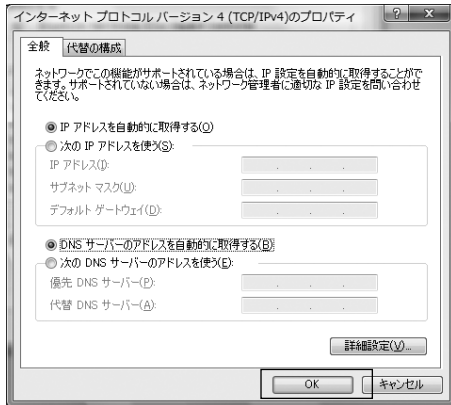 インターネット プロトコル バージョン 4 (TCP/IPv4)のプロパティ
全般
代替の構成
ネットワークでこの機能がサポートされている場合は、IP 設定を自動的に取得することがで
きます。サポートされていない場合は、ネットワーク管理者に適切な IP 設定を問い合わせ
てください。
IP アドレスを自動的に取得する(O)
次の IP アドレスを使う(S):
IP アドレス(I):
サブネット マスク(U):
デフォルト ゲートウェイ(D):
DNS サーバーのアドレスを自動的に取得する(B)
次の DNS サーバーのアドレスを使う(E):
優先 DNS サーバー(P):
代替 DNS サーバー(A):
詳細設定(V)...
OK
キャンセル